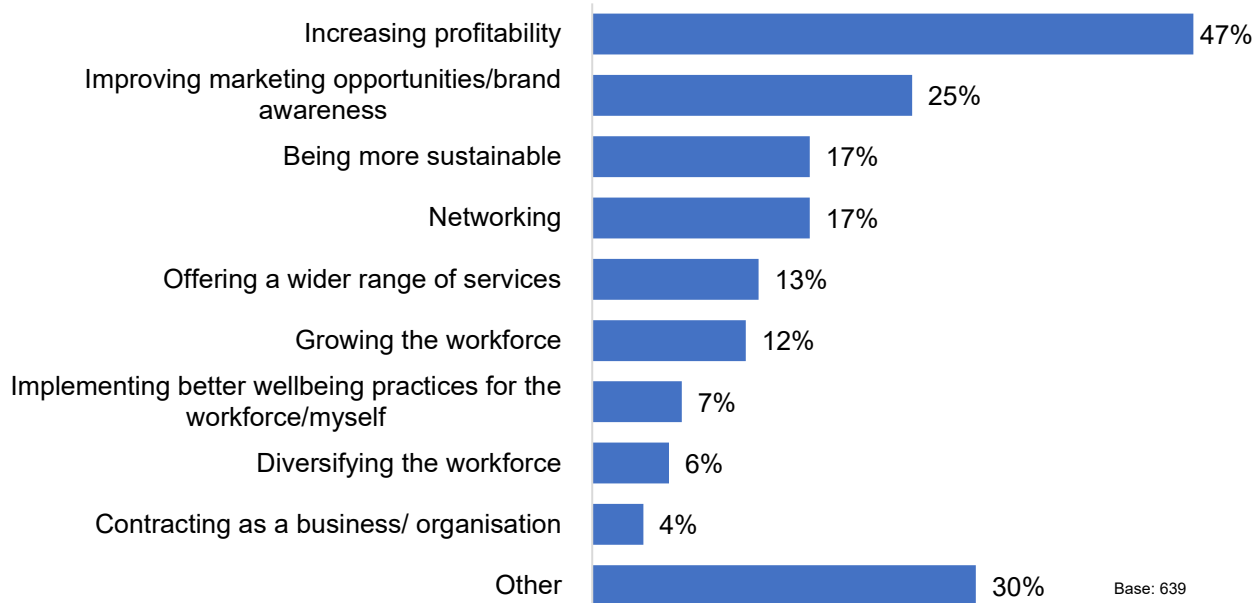 Increasing profitability 47%
Improving marketing opportunities/brand
awareness 25%
Being more sustainable 17%
Networking 17%
Offering a wider range of services 13%
Growing the workforce 12%
Implementing better wellbeing practices for the
workforce/myself 7%
Diversifying the workforce 6%
Contracting as a business/ organisation 4%
Other 30%
Base: 639